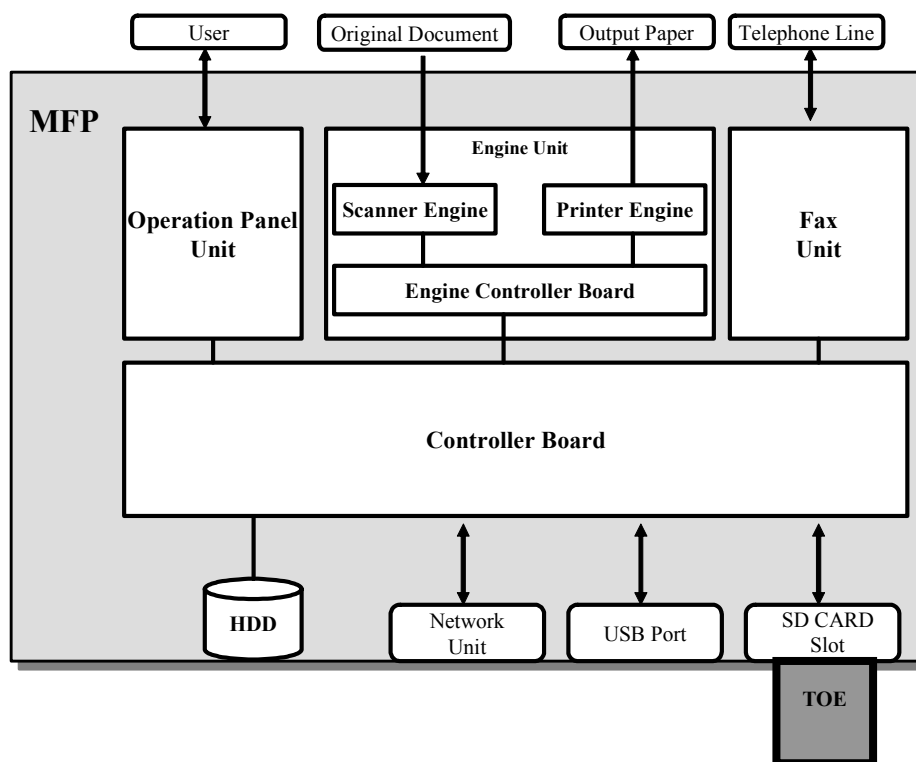 User
Original Document
Output Paper
Telephone Line
MFP
Engine Unit
Operation Panel
Unit
Scanner Engine
Printer Engine
Fax
Unit
Engine Controller Board
Controller Board
HDD
Network
Unit
USB Port
SD CARD
Slot
TOE